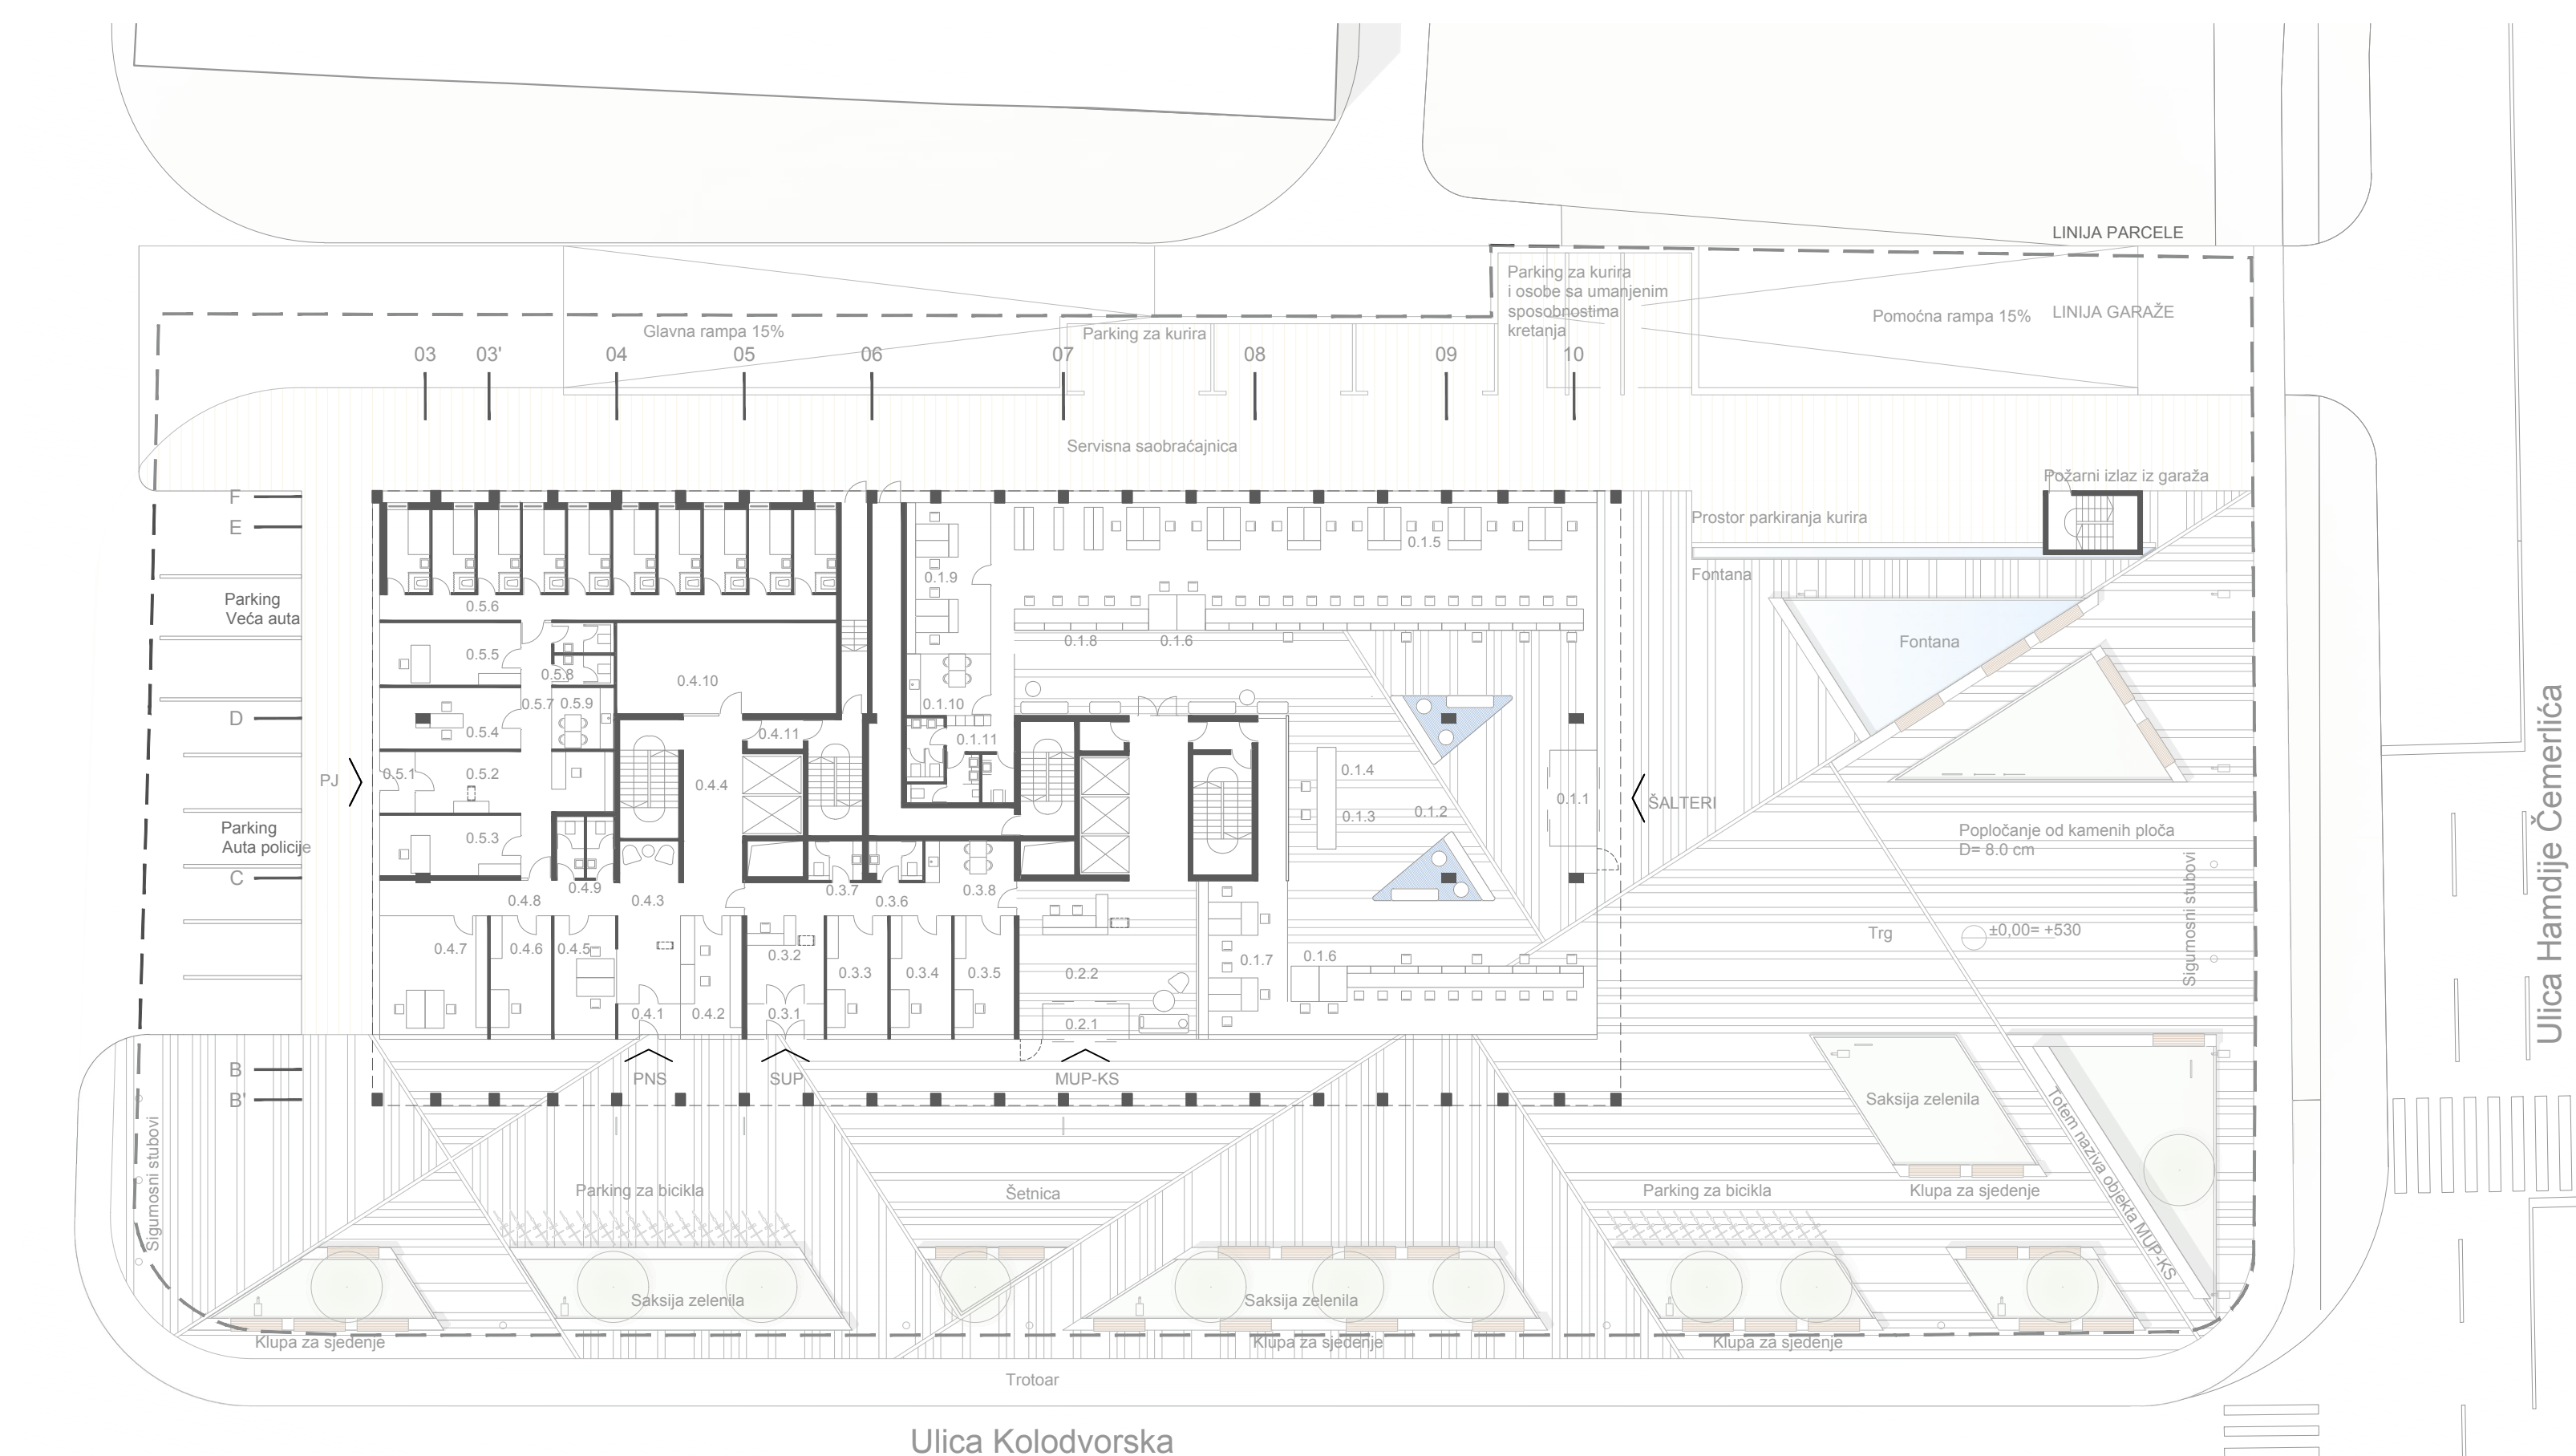 LINIJA PARCELE
Parking za kurira
i osobe sa umanjenim
sposobnostima
kretanja
Pomoćna rampa 15%
LINIJA GARAŽE
Glavna rampa 15%
Parking za kurira
03
03'
04
05
06
07
08
09
10
Servisna saobraćajnica
Požarni izlaz iz garaža
F
E
Prostor parkiranja kurira
0.1.5
Fontana
0.1.9
Parking
Veća auta
0.5.6
0.1.8
0.1.6
Fontana
0.5.5
0.5.8
0.4.10
0.5.7
0.5.9
0.1.10
D
0.5.4
0.4.11
0.1.11
Ulica Hamdije Čemerlića
PJ
0.5.1
0.5.2
0.4.4
0.1.4
0.1.1
ŠALTERI
0.1.3
0.1.2
Parking
Auta policije
0.5.3
Popločanje od kamenih ploča
D= 8.0 cm
C
0.4.9
0.3.7
0.3.8
0.4.8
0.4.3
0.3.6
Sigurnosni stubovi
Trg
±0,00= +530
0.4.7
0.4.6
0.4.5
0.3.2
0.3.3
0.3.4
0.3.5
0.2.2
0.1.7
0.1.6
0.4.1
0.4.2
0.3.1
0.2.1
B
PNS
SUP
MUP-KS
B'
Saksija zelenila
Totem naziva objekta MUP-KS
Sigurnosni stubovi
Parking za bicikla
Šetnica
Parking za bicikla
Klupa za sjedenje
Saksija zelenila
Saksija zelenila
Klupa za sjedenje
Klupa za sjedenje
Klupa za sjedenje
Trotoar
Ulica Kolodvorska